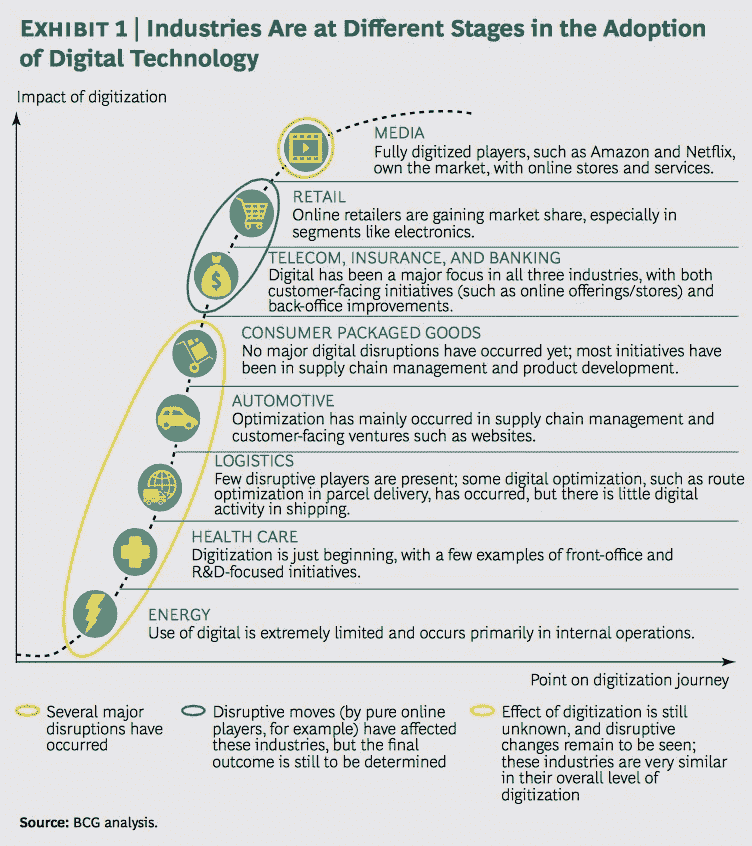 EXHIBIT 1 | Industries Are at Different Stages in the Adoption
of Digital Technology
Impact of digitization
MEDIA
Fully digitized players, such as Amazon and Netflix,
own the market, with online stores and services.
RETAIL
Online retailers are gaining market share, especially in
segments like electronics.
TELECOM, INSURANCE, AND BANKING
Digital has been a major focus in all three industries, with both
customer-facing initiatives (such as online offerings/stores) and
back-office improvements.
CONSUMER PACKAGED GOODS
No major digital disruptions have occurred yet; most initiatives have
been in supply chain management and product development.
AUTOMOTIVE
Optimization has mainly occurred in supply chain management and
customer-facing ventures such as websites.
LOGISTICS
Few disruptive players are present; some digital optimization, such as route
optimization in parcel delivery, has occurred, but there is little digital
activity in shipping.
HEALTH CARE
Digitization is just beginning, with a few examples of front-office and
R&D-focused initiatives.
ENERGY
Use of digital is extremely limited and occurs primarily in internal operations.
Point on digitization journey
Several major
disruptions have
occurred
Disruptive moves (by pure online
players, for example) have affected
these industries, but the final
outcome is still to be determined
Effect of digitization is still
unknown, and disruptive
changes remain to be seen;
these industries are very similar
in their overall level of
digitization
Source: BCG analysis.
$